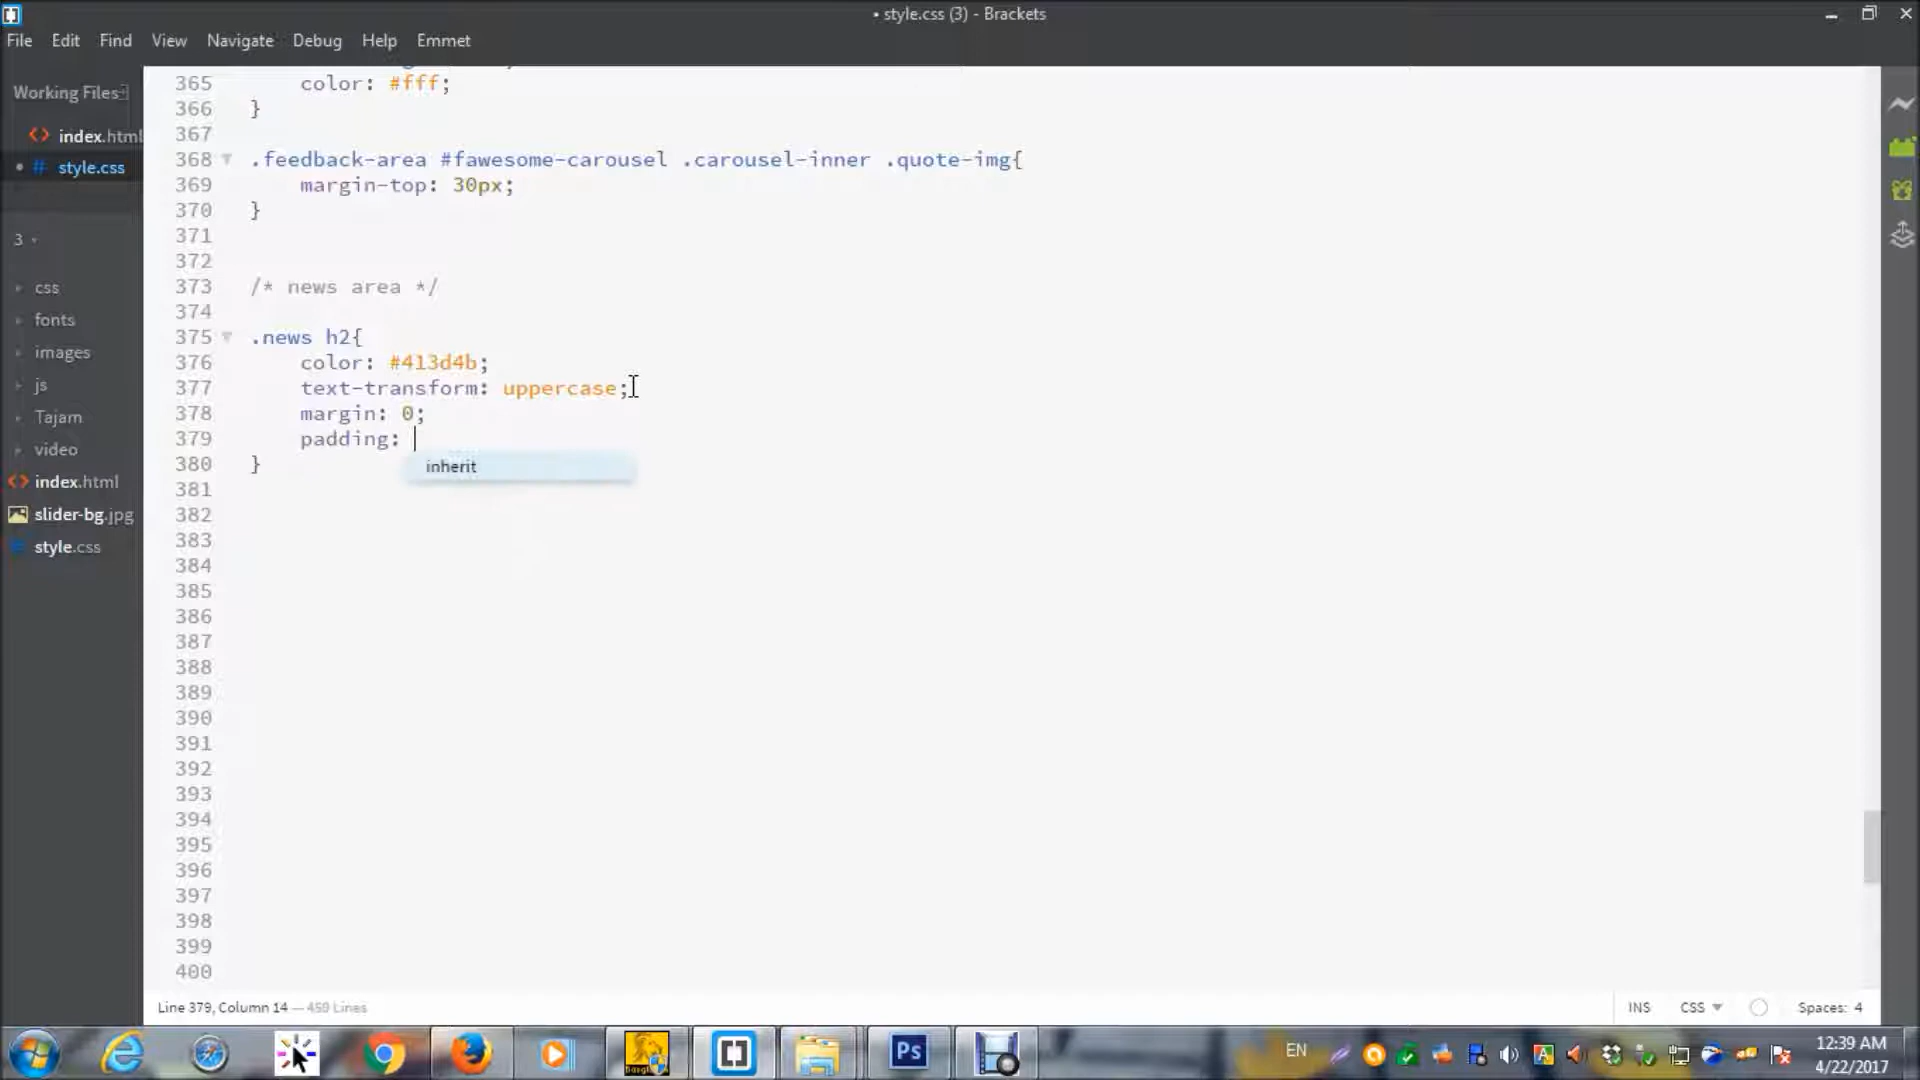 • style.css (3) - Brackets
File Edit Find View Navigate Debug Help Emmet
Working Files
index.html
• # style.css
3
css
fonts
images
js
Tajam
video
index.html
slider-bg.jpg
style.css
365 color: #fff;
366 }
367
368 .feedback-area #fawesome-carousel .carousel-inner .quote-img{
369 margin-top: 30px;
370 }
371
372
373 /* news area */
374
375 .news h2{
376 color: #413d4b;
377 text-transform: uppercase;
378 margin: 0;
379 padding:
inherit
380 }
381
382
383
384
385
386
387
388
389
390
391
392
393
394
395
396
397
398
399
400
Line 379, Column 14 — 459 Lines
INS CSS Spaces: 4
Ps
EN
12:39 AM
4/22/2017